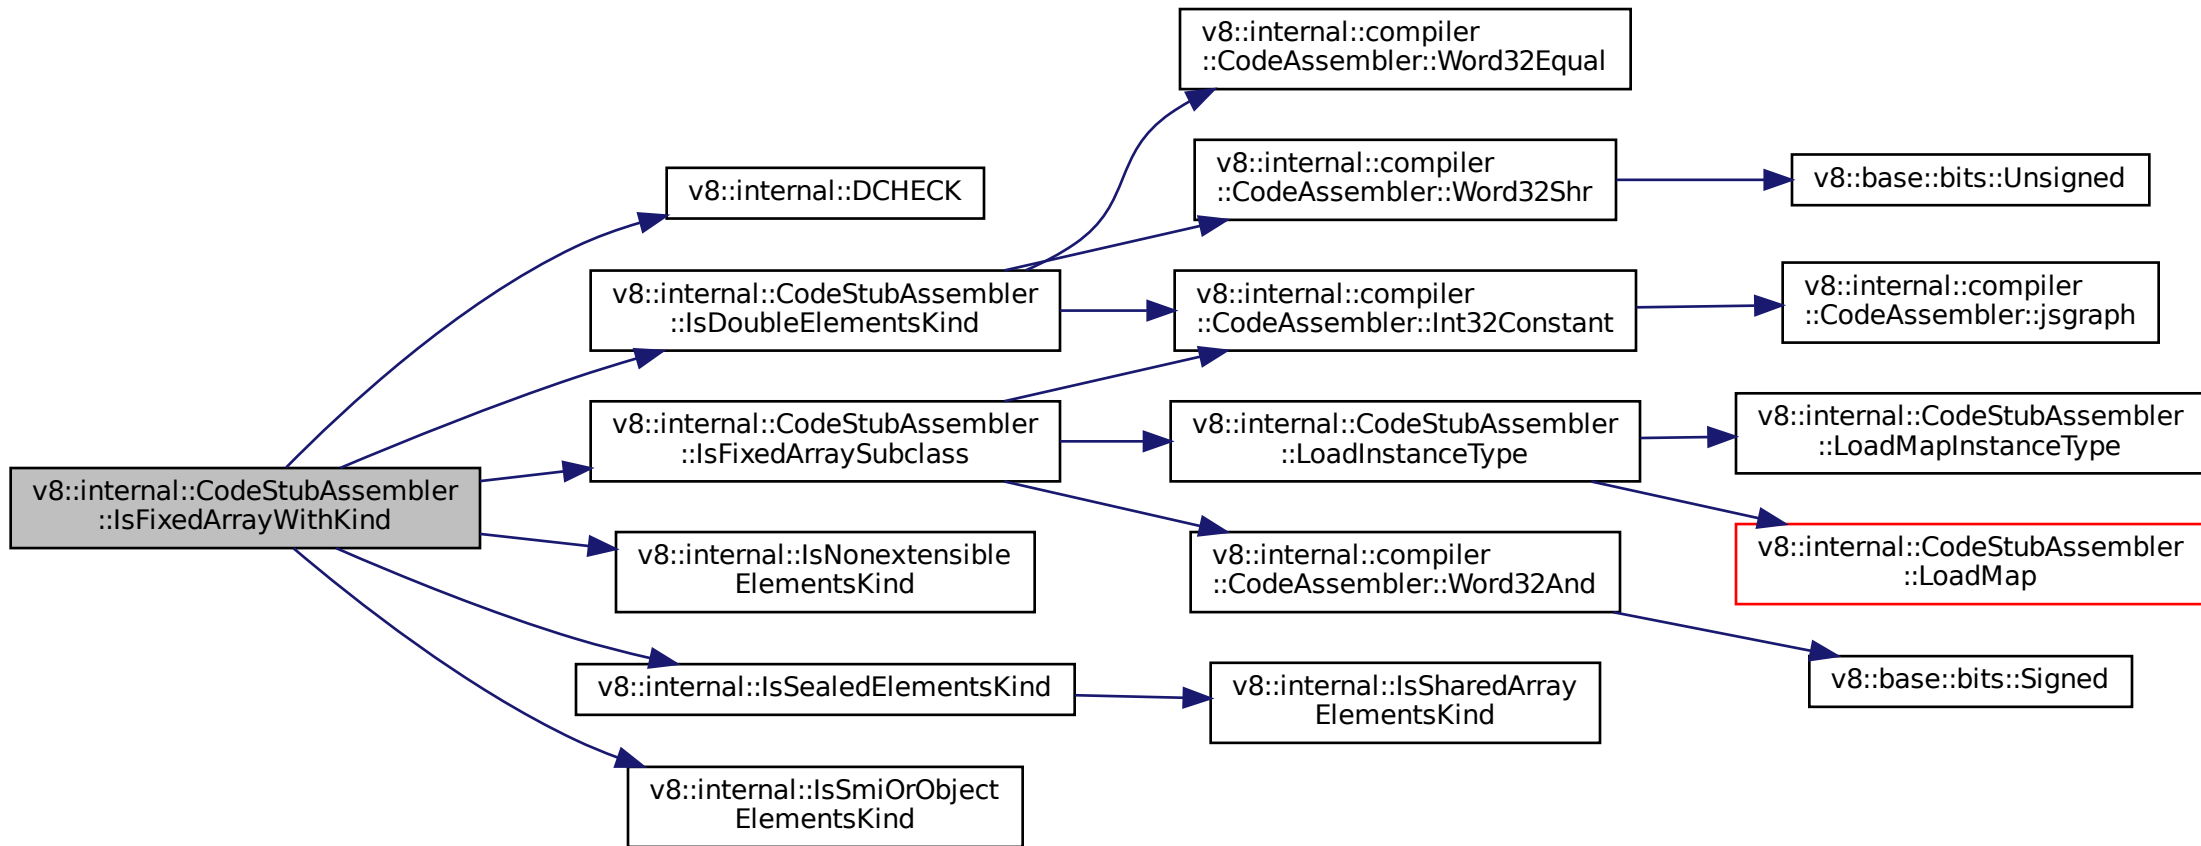 v8::internal::CodeStubAssembler
::IsFixedArrayWithKind
v8::internal::DCHECK
v8::internal::CodeStubAssembler
::IsDoubleElementsKind
v8::internal::CodeStubAssembler
::IsFixedArraySubclass
v8::internal::IsNonextensible
ElementsKind
v8::internal::IsSealedElementsKind
v8::internal::IsSmiOrObject
ElementsKind
v8::internal::compiler
::CodeAssembler::Word32Equal
v8::internal::compiler
::CodeAssembler::Word32Shr
v8::internal::compiler
::CodeAssembler::Int32Constant
v8::internal::CodeStubAssembler
::LoadInstanceType
v8::internal::compiler
::CodeAssembler::Word32And
v8::internal::IsSharedArray
ElementsKind
v8::base::bits::Unsigned
v8::internal::compiler
::CodeAssembler::jsgraph
v8::internal::CodeStubAssembler
::LoadMapInstanceType
v8::internal::CodeStubAssembler
::LoadMap
v8::base::bits::Signed